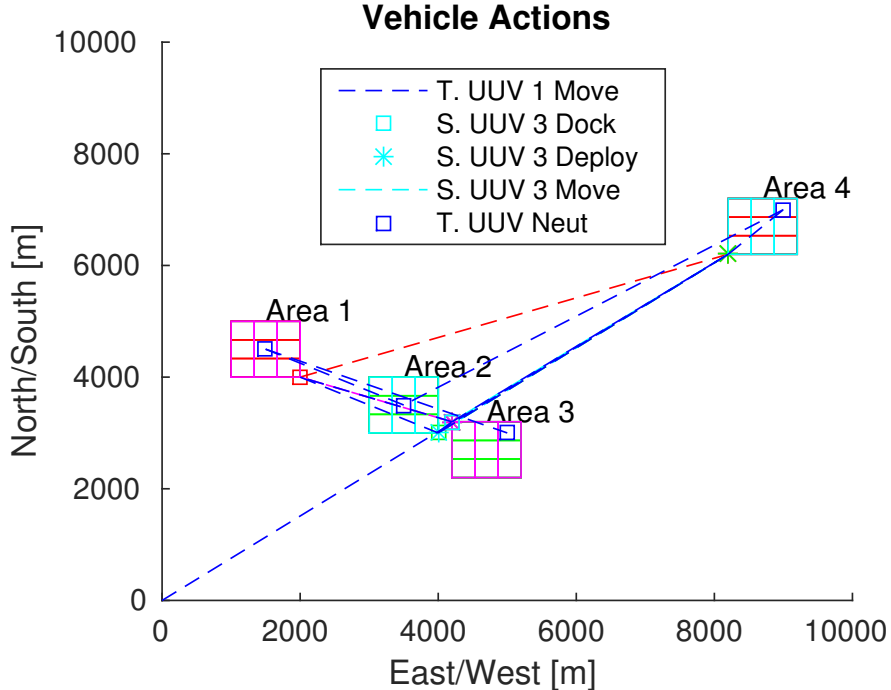 Vehicle Actions
10000
T. UUV 1 Move
S. UUV 3 Dock
S. UUV 3 Deploy
S. UUV 3 Move
T. UUV Neut
Area 4
8000
6000
Area 1
Area 2
4000
Area 3
2000
0
North/South [m]
0 2000 4000 6000 8000 10000
East/West [m]